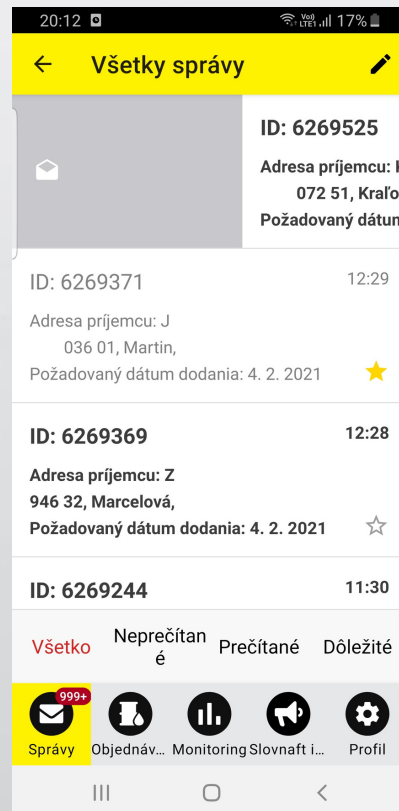 20:12
Vo)) LTE1 17%
Všetky správy
ID: 6269525
Adresa príjemcu:
072 51, Kraľo
Požadovaný dátum
ID: 6269371 12:29
Adresa príjemcu: J
036 01, Martin,
Požadovaný dátum dodania: 4. 2. 2021
ID: 6269369 12:28
Adresa príjemcu: Z
946 32, Marcelová,
Požadovaný dátum dodania: 4. 2. 2021
ID: 6269244 11:30
Všetko Neprečítan
é Prečítané Dôležité
999+
Správy Objednáv... Monitoring Slovnaft i... Profil